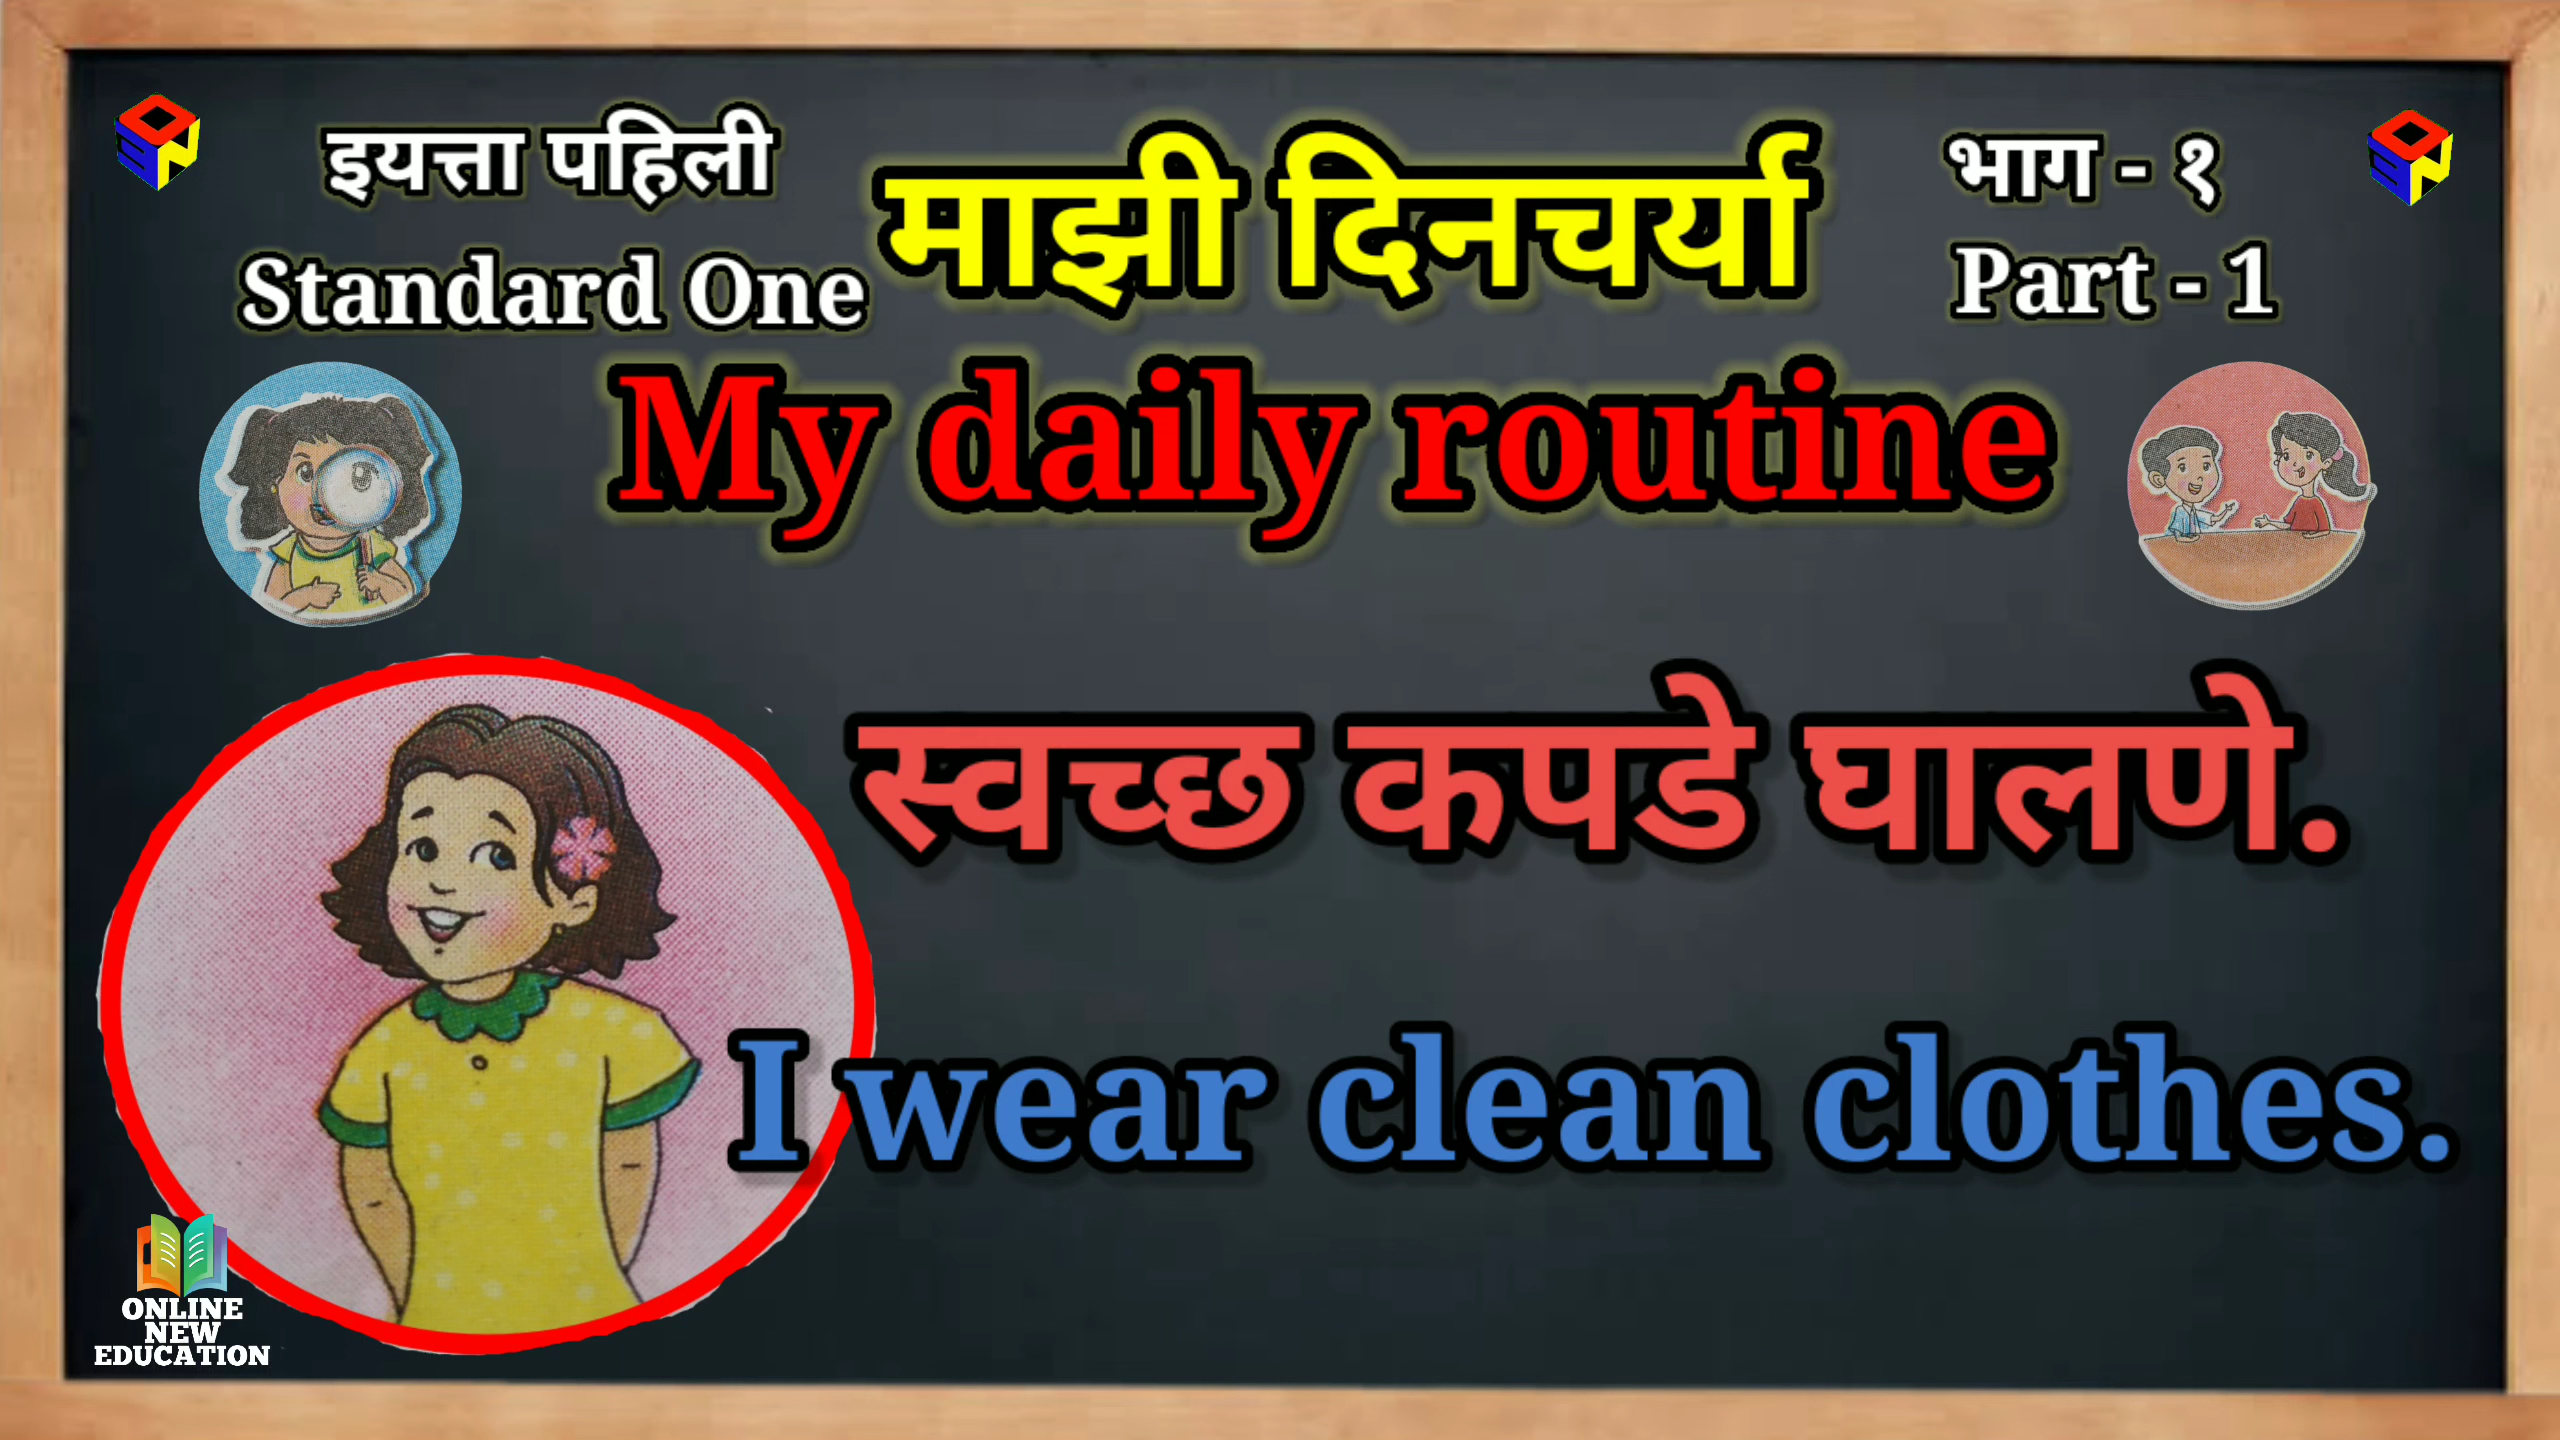 इयत्ता पहिली
Standard One
माझी दिनचर्या
भाग - १
Part - 1
My daily routine
स्वच्छ कपडे घालणे.
I wear clean clothes.
ONLINE
NEW
EDUCATION